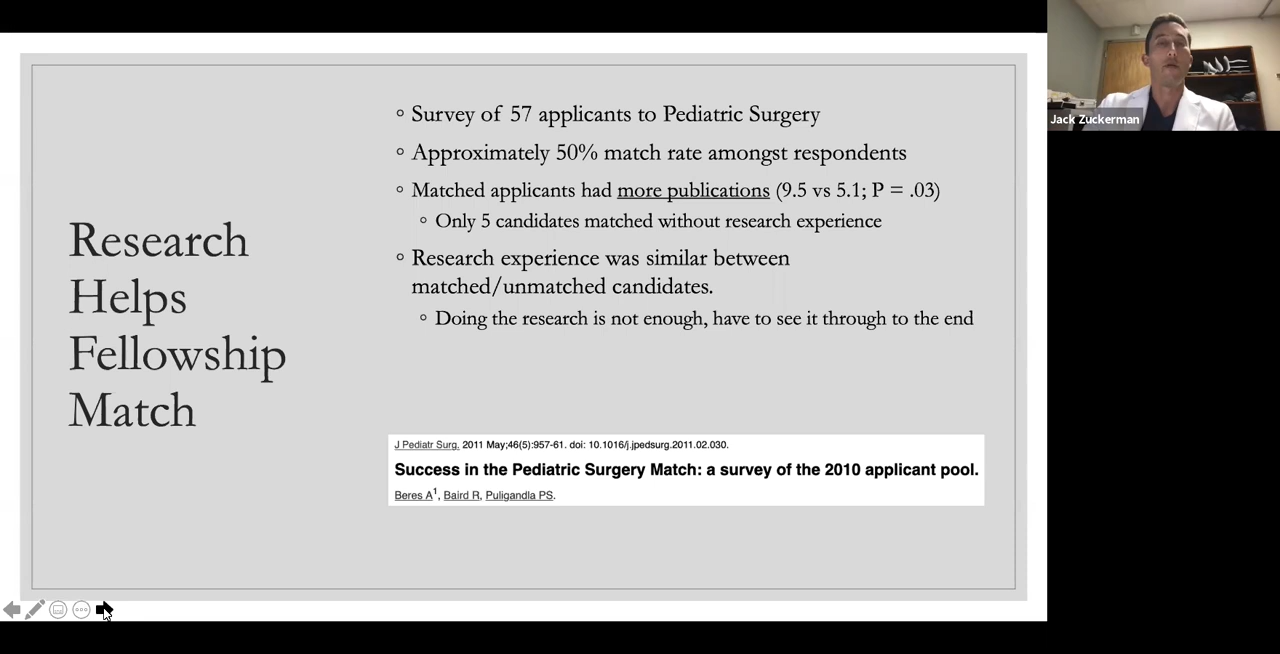 Research
Helps
Fellowship
Match
◦ Survey of 57 applicants to Pediatric Surgery
◦ Approximately 50% match rate amongst respondents
◦ Matched applicants had more publications (9.5 vs 5.1; P = .03)
◦ Only 5 candidates matched without research experience
◦ Research experience was similar between
matched/unmatched candidates.
◦ Doing the research is not enough, have to see it through to the end
J Pediatr Surg. 2011 May;46(5):957-61. doi: 10.1016/j.jpedsurg.2011.02.030.
Success in the Pediatric Surgery Match: a survey of the 2010 applicant pool.
Beres A1, Baird R, Puligandla PS.
Jack Zuckerman